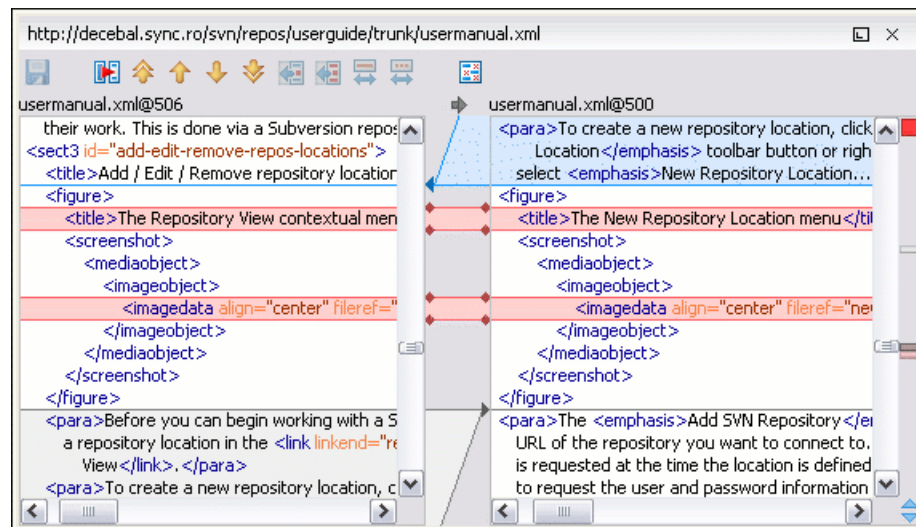 http://decebal.sync.ro/svn/repos/userguide/trunk/usermanual.xml
usermanual.xml@506
their work. This is done via a Subversion repos
<sect3 id="add-edit-remove-repos-locations">
<title>Add / Edit / Remove repository location
<figure>
<title>The Repository View contextual men
<screenshot>
<mediaobject>
<imageobject>
<imagedata align="center" fileref="
</imageobject>
</mediaobject>
</screenshot>
</figure>
<para>Before you can begin working with a S
a repository location in the <link linkend="re
View</link>.</para>
<para>To create a new repository location, c
usermanual.xml@500
<para>To create a new repository location, click
Location</emphasis> toolbar button or righ
select <emphasis>New Repository Location...
<figure>
<title>The New Repository Location menu</tit
<screenshot>
<mediaobject>
<imageobject>
<imagedata align="center" fileref="ne
</imageobject>
</mediaobject>
</screenshot>
</figure>
<para>The <emphasis>Add SVN Repository</e
URL of the repository you want to connect to.
is requested at the time the location is defined
to request the user and password information